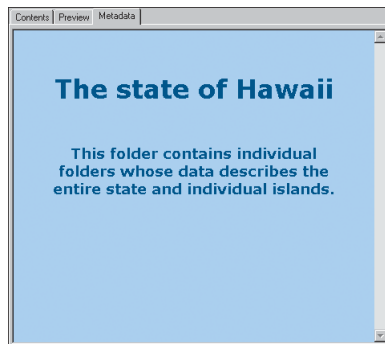 Contents Preview Metadata
The state of Hawaii
This folder contains individual
folders whose data describes the
entire state and individual islands.